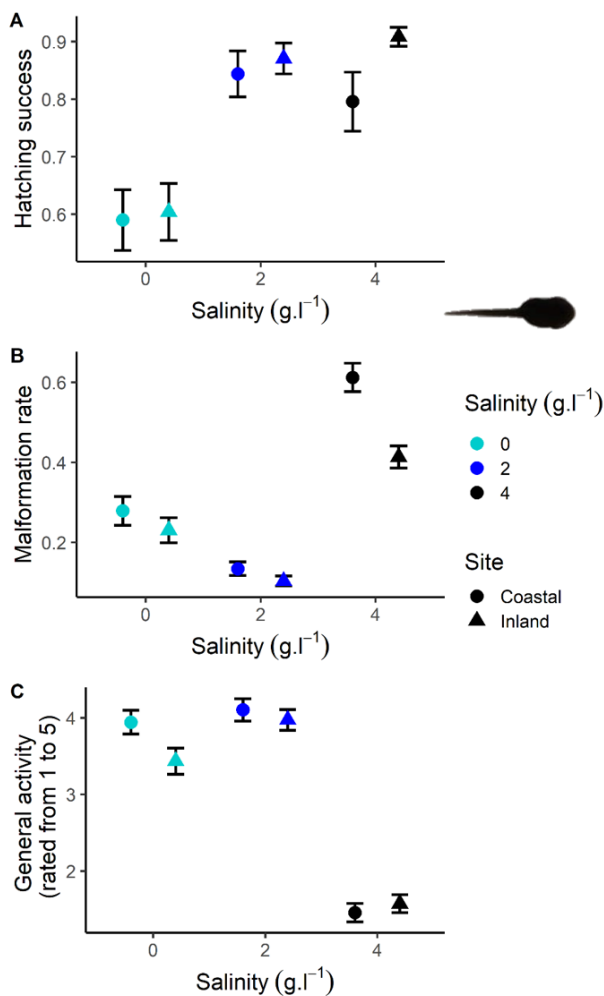 A
Hatching success
0.9
0.8
0.7
0.6
0 2 4
Salinity (g.l⁻¹)
B
Malformation rate
0.6
0.4
0.2
0 2 4
Salinity (g.l⁻¹)
Salinity (g.l⁻¹)
0
2
4
Site
Coastal
Inland
C
General activity
(rated from 1 to 5)
4
3
2
0 2 4
Salinity (g.l⁻¹)